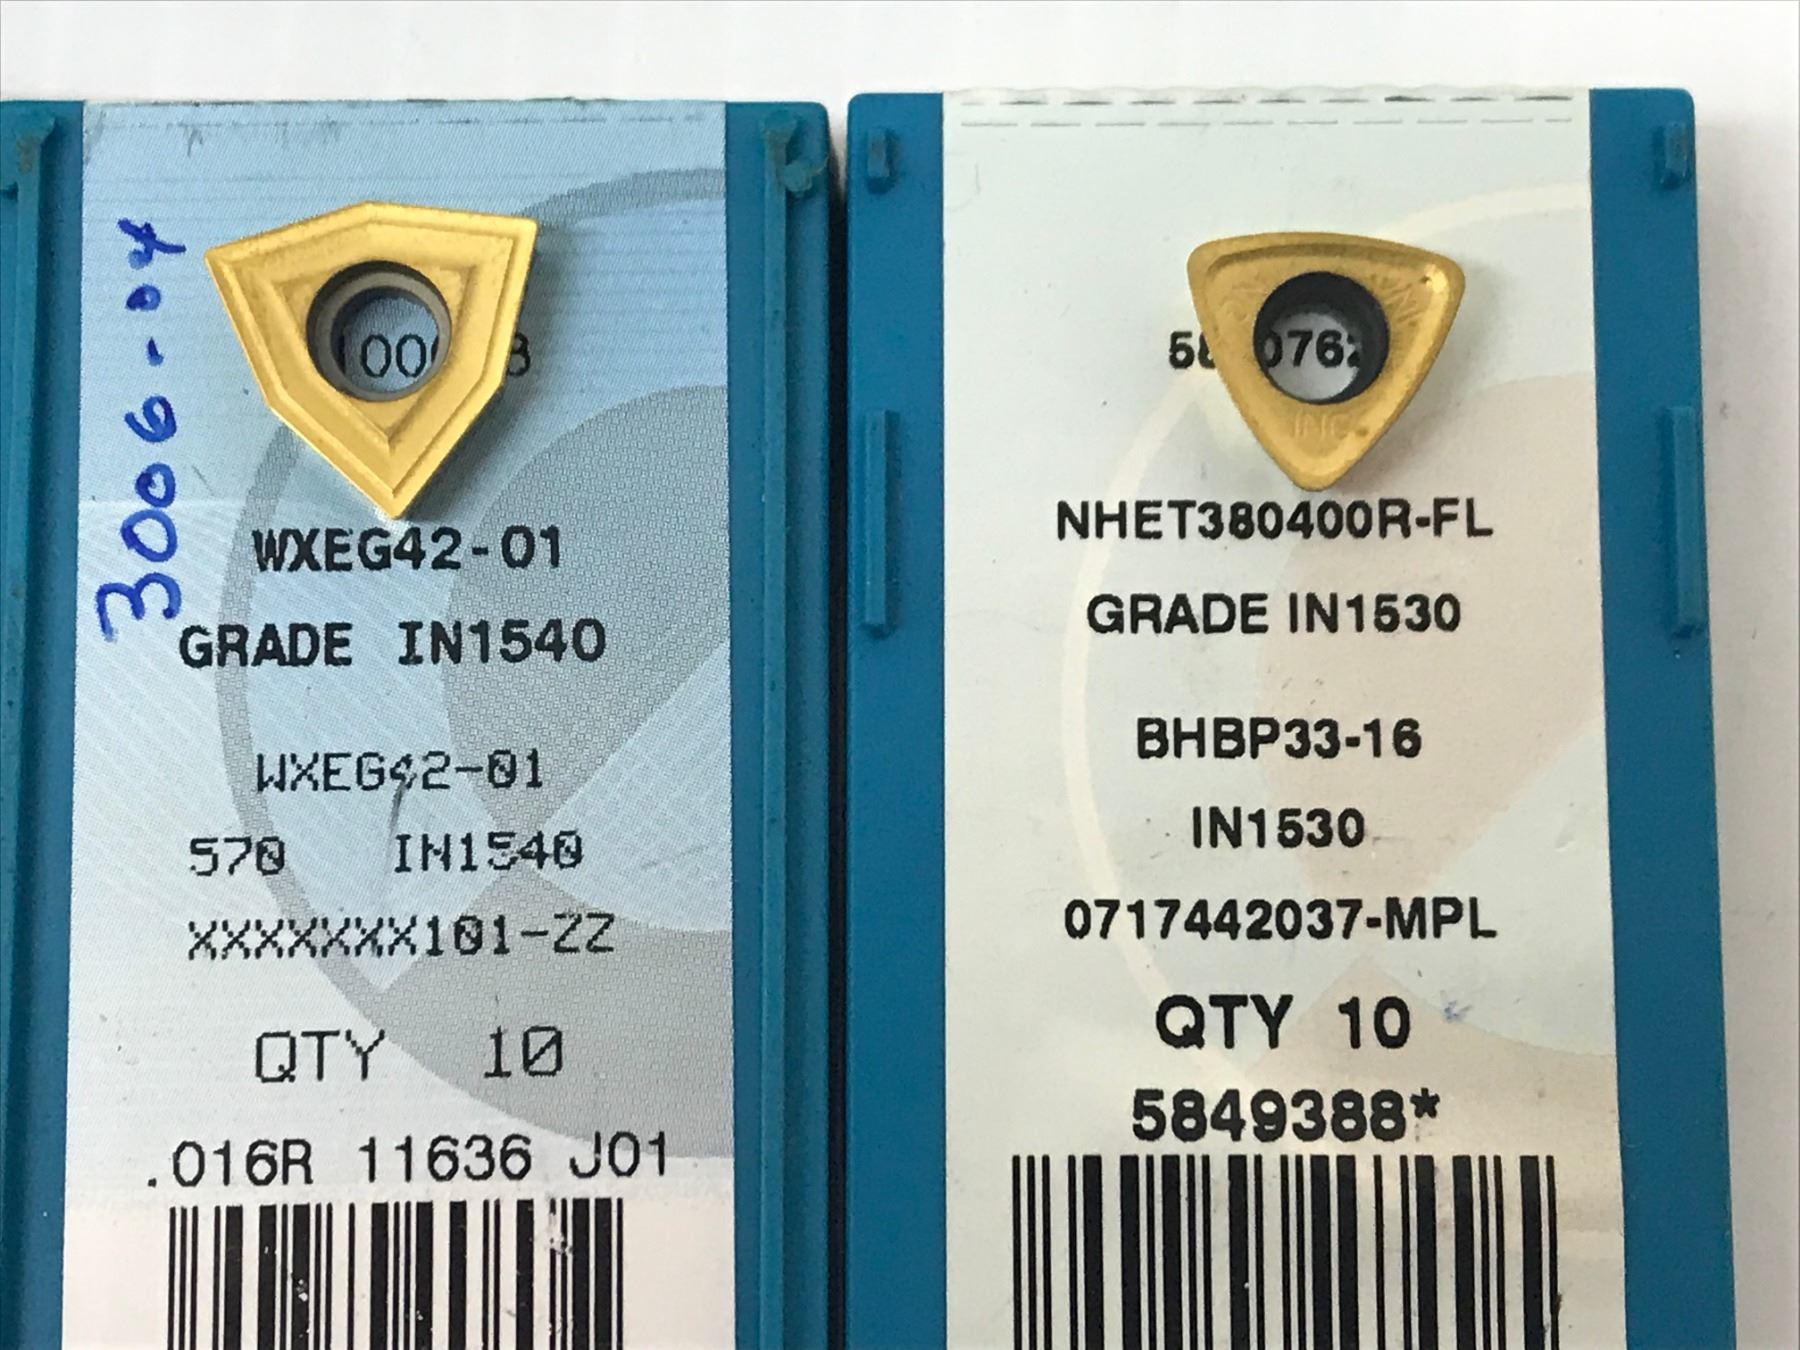 3006-04
WXEG42-01
GRADE IN1540
WXEG42-01
570 IN1540
XXXXXXX101-ZZ
QTY 10
.016R 11636 J01
NHET380400R-FL
GRADE IN1530
BHBP33-16
IN1530
0717442037-MPL
QTY 10
5849388*